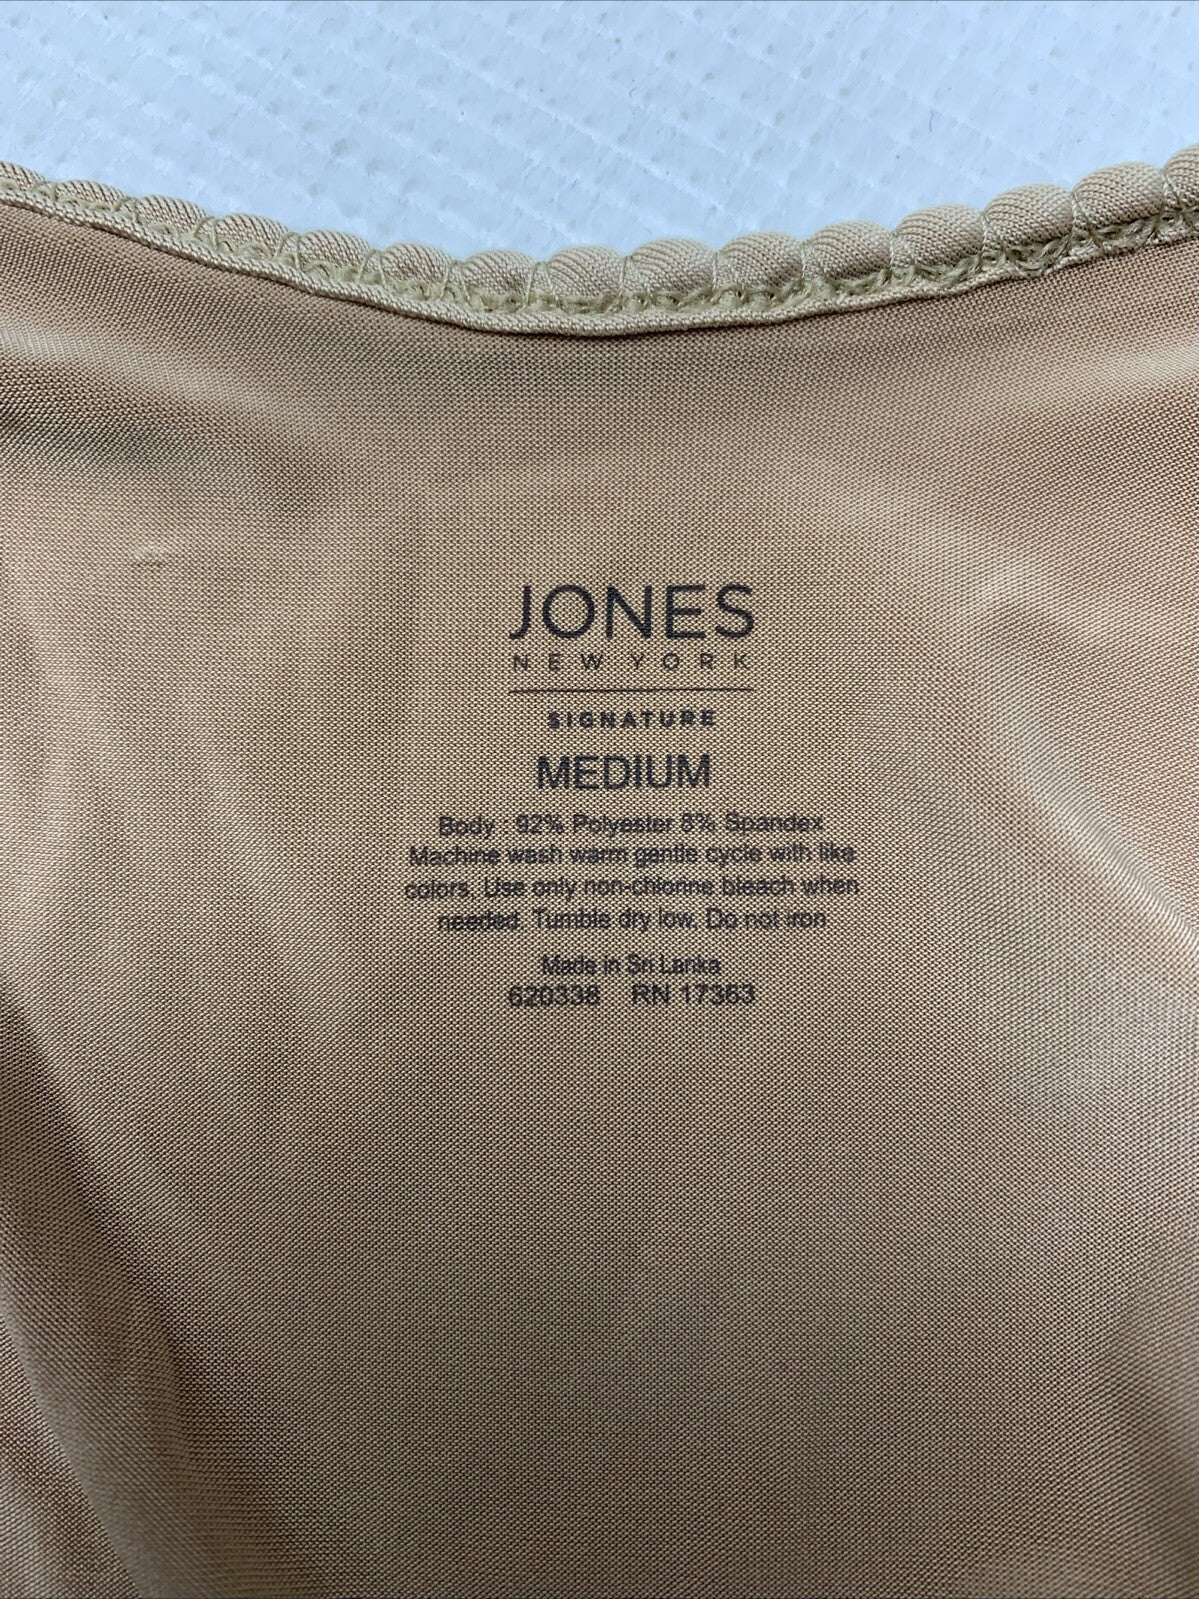 JONES
NEW YORK
SIGNATURE
MEDIUM
Body : 92% Polyester 8% Spandex
Machine wash warm gentle cycle with like
colors. Use only non-chlorine bleach when
needed. Tumble dry low. Do not iron
Made in Sri Lanka
620338 RN 17363